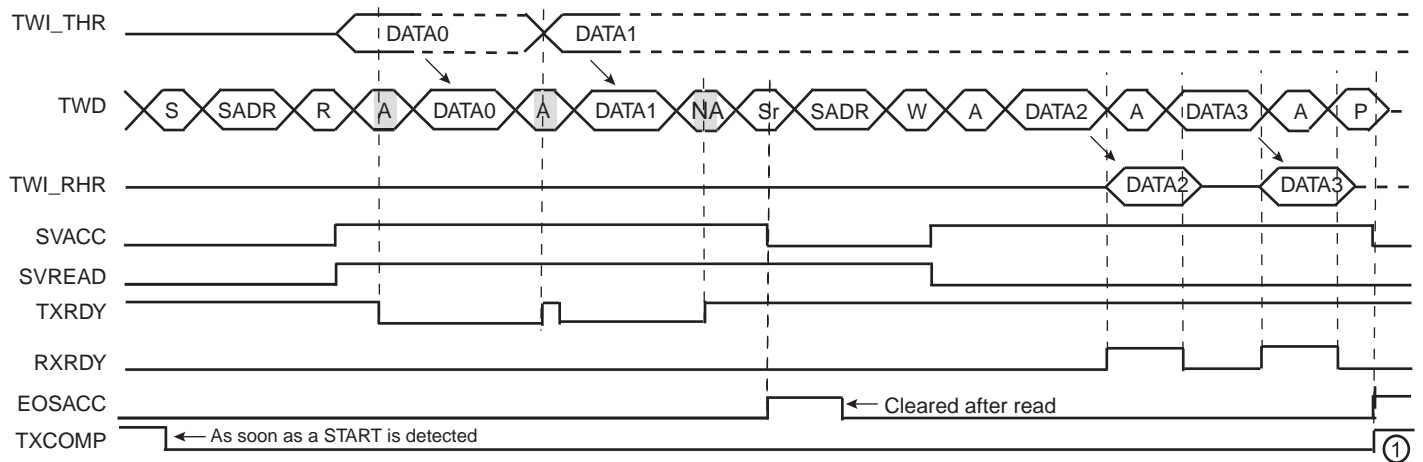 TWI_THR DATA0 DATA1
TWD S SADR R A DATA0 A DATA1 NA Sr SADR W A DATA2 A DATA3 A P
TWI_RHR DATA2 DATA3
SVACC
SVREAD
TXRDY
RXRDY
EOSACC Cleared after read
TXCOMP As soon as a START is detected 1